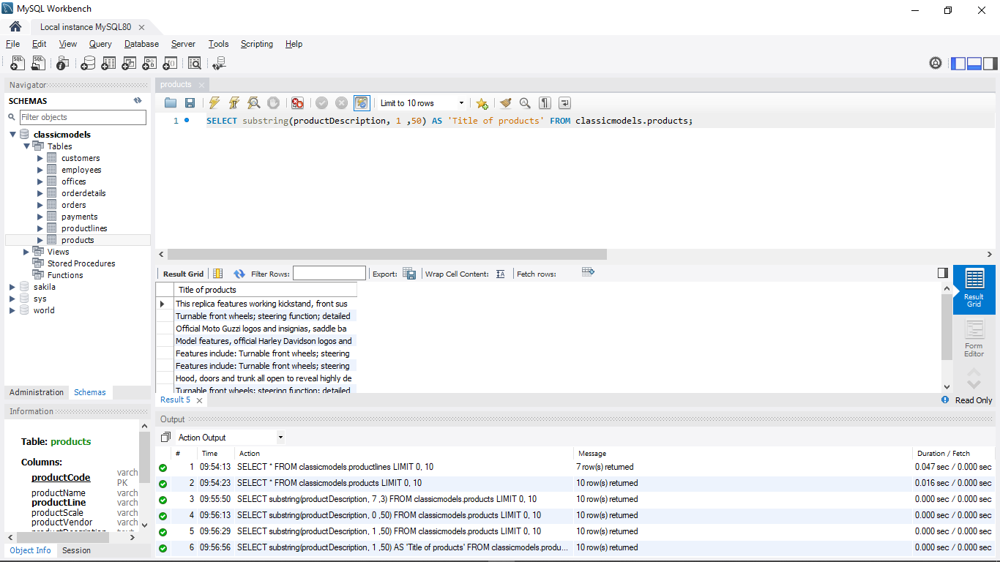 MySQL Workbench
Local instance MySQL80
File Edit View Query Database Server Tools Scripting Help
Navigator
SCHEMAS
Filter objects
classicmodels
Tables
customers
employees
offices
orderdetails
orders
payments
productlines
products
Views
Stored Procedures
Functions
sakila
sys
world
Administration Schemas
Information
Table: products
Columns:
productCode varch
PK
productName varch
productLine varch
productScale varch
productVendor varch
Object Info Session
products
Limit to 10 rows
1 SELECT substring(productDescription, 1 ,50) AS 'Title of products' FROM classicmodels.products;
Result Grid Filter Rows: Export: Wrap Cell Content: IA Fetch rows:
Title of products
This replica features working kickstand, front sus
Turnable front wheels; steering function; detailed
Official Moto Guzzi logos and insignias, saddle ba
Model features, official Harley Davidson logos and
Features include: Turnable front wheels; steering
Features include: Turnable front wheels; steering
Hood, doors and trunk all open to reveal highly de
Turnable front wheels; steering function; detailed
Result
Grid
Form
Editor
Result 5 Read Only
Output
Action Output
# Time Action Message Duration / Fetch
1 09:54:13 SELECT * FROM classicmodels.productlines LIMIT 0, 10 7 row(s) returned 0.047 sec / 0.000 sec
2 09:54:23 SELECT * FROM classicmodels.products LIMIT 0, 10 10 row(s) returned 0.016 sec / 0.000 sec
3 09:55:50 SELECT substring(productDescription, 7 ,3) FROM classicmodels.products LIMIT 0, 10 10 row(s) returned 0.000 sec / 0.000 sec
4 09:56:13 SELECT substring(productDescription, 0 ,50) FROM classicmodels.products LIMIT 0, 10 10 row(s) returned 0.000 sec / 0.000 sec
5 09:56:29 SELECT substring(productDescription, 1 ,50) FROM classicmodels.products LIMIT 0, 10 10 row(s) returned 0.000 sec / 0.000 sec
6 09:56:56 SELECT substring(productDescription, 1 ,50) AS 'Title of products' FROM classicmodels.produ... 10 row(s) returned 0.000 sec / 0.000 sec